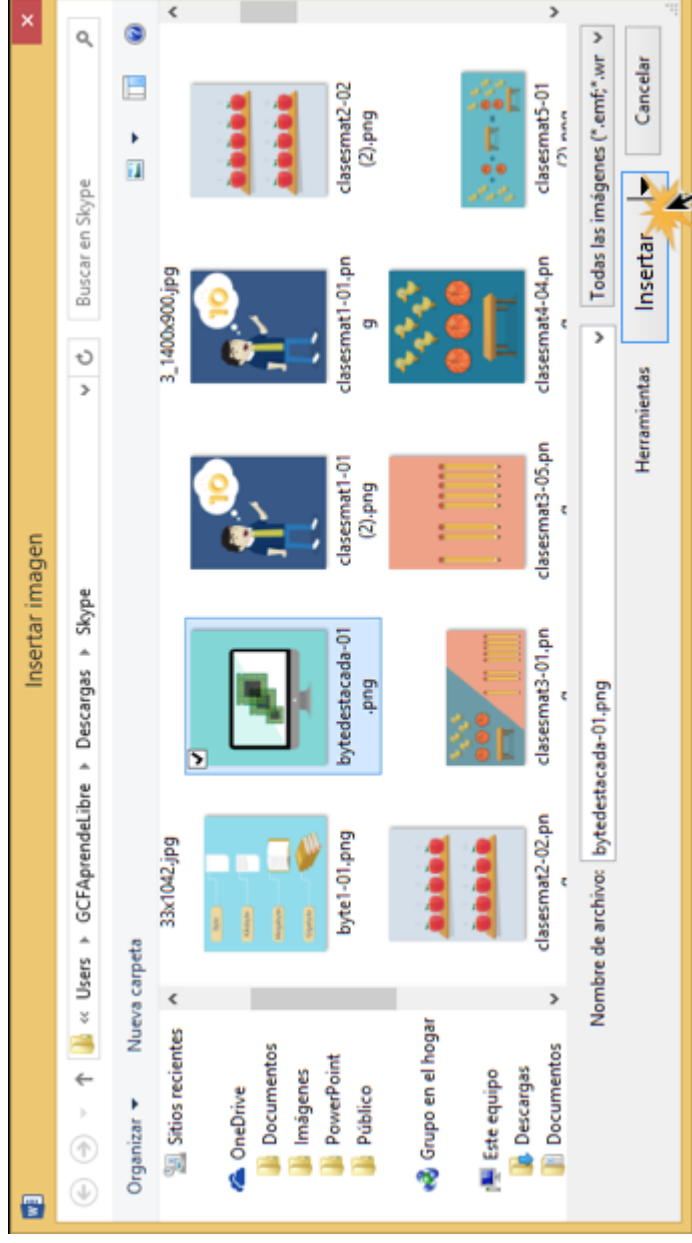 Insertar imagen
« Users ▸ GCFAprendeLibre ▸ Descargas ▸ Skype
Buscar en Skype
Organizar
Nueva carpeta
Sitios recientes
OneDrive
Documentos
Imágenes
PowerPoint
Público
Grupo en el hogar
Este equipo
Descargas
Documentos
33x1042.jpg
3_1400x900.jpg
byte1-01.png
bytedestacada-01
.png
10
clasesmat1-01
(2).png
10
clasesmat1-01.pn
g
clasesmat2-02
(2).png
clasesmat2-02.pn
clasesmat3-01.pn
clasesmat3-05.pn
clasesmat4-04.pn
clasesmat5-01
(2).png
Nombre de archivo:
bytedestacada-01.png
Todas las imágenes (*.emf;*.wr
Herramientas
Insertar
Cancelar